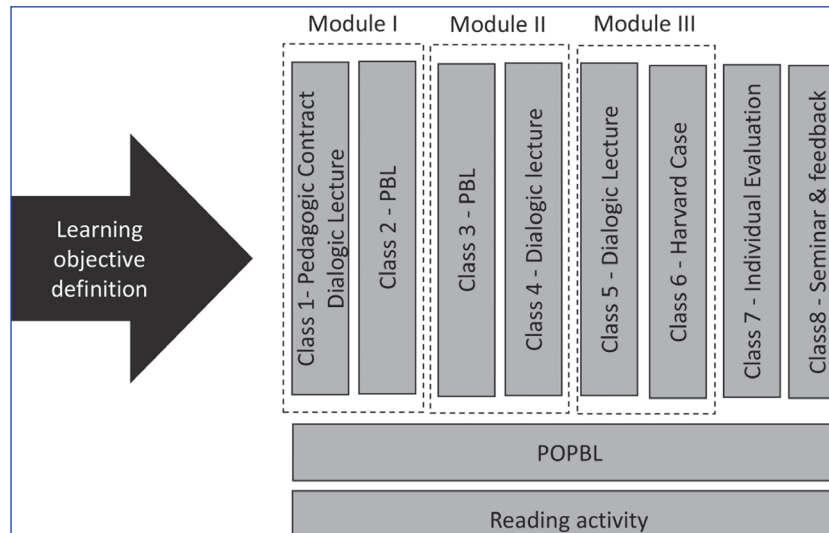 Module I
Module II
Module III
Learning
objective
definition
Class 1- Pedagogic Contract
Dialogic Lecture
Class 2 - PBL
Class 3 - PBL
Class 4 - Dialogic lecture
Class 5 - Dialogic Lecture
Class 6 - Harvard Case
Class 7 - Individual Evaluation
Class8 - Seminar & feedback
POPBL
Reading activity